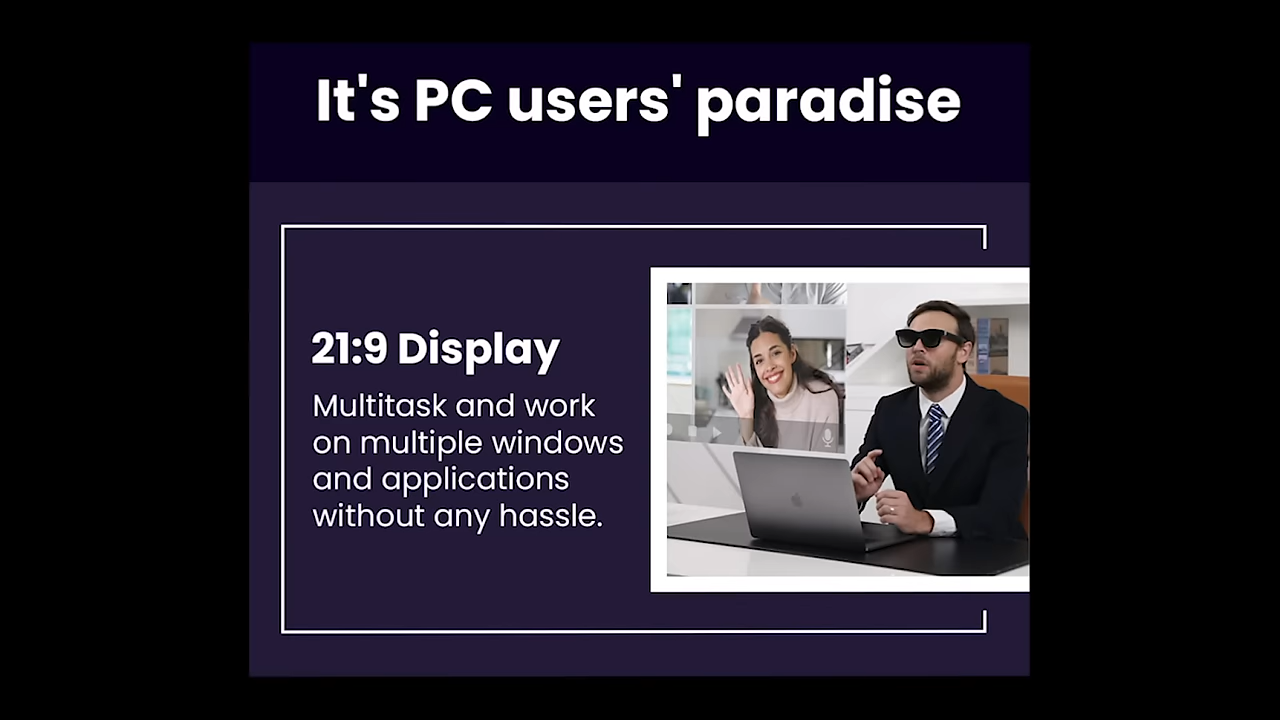 It's PC users' paradise
21:9 Display
Multitask and work
on multiple windows
and applications
without any hassle.